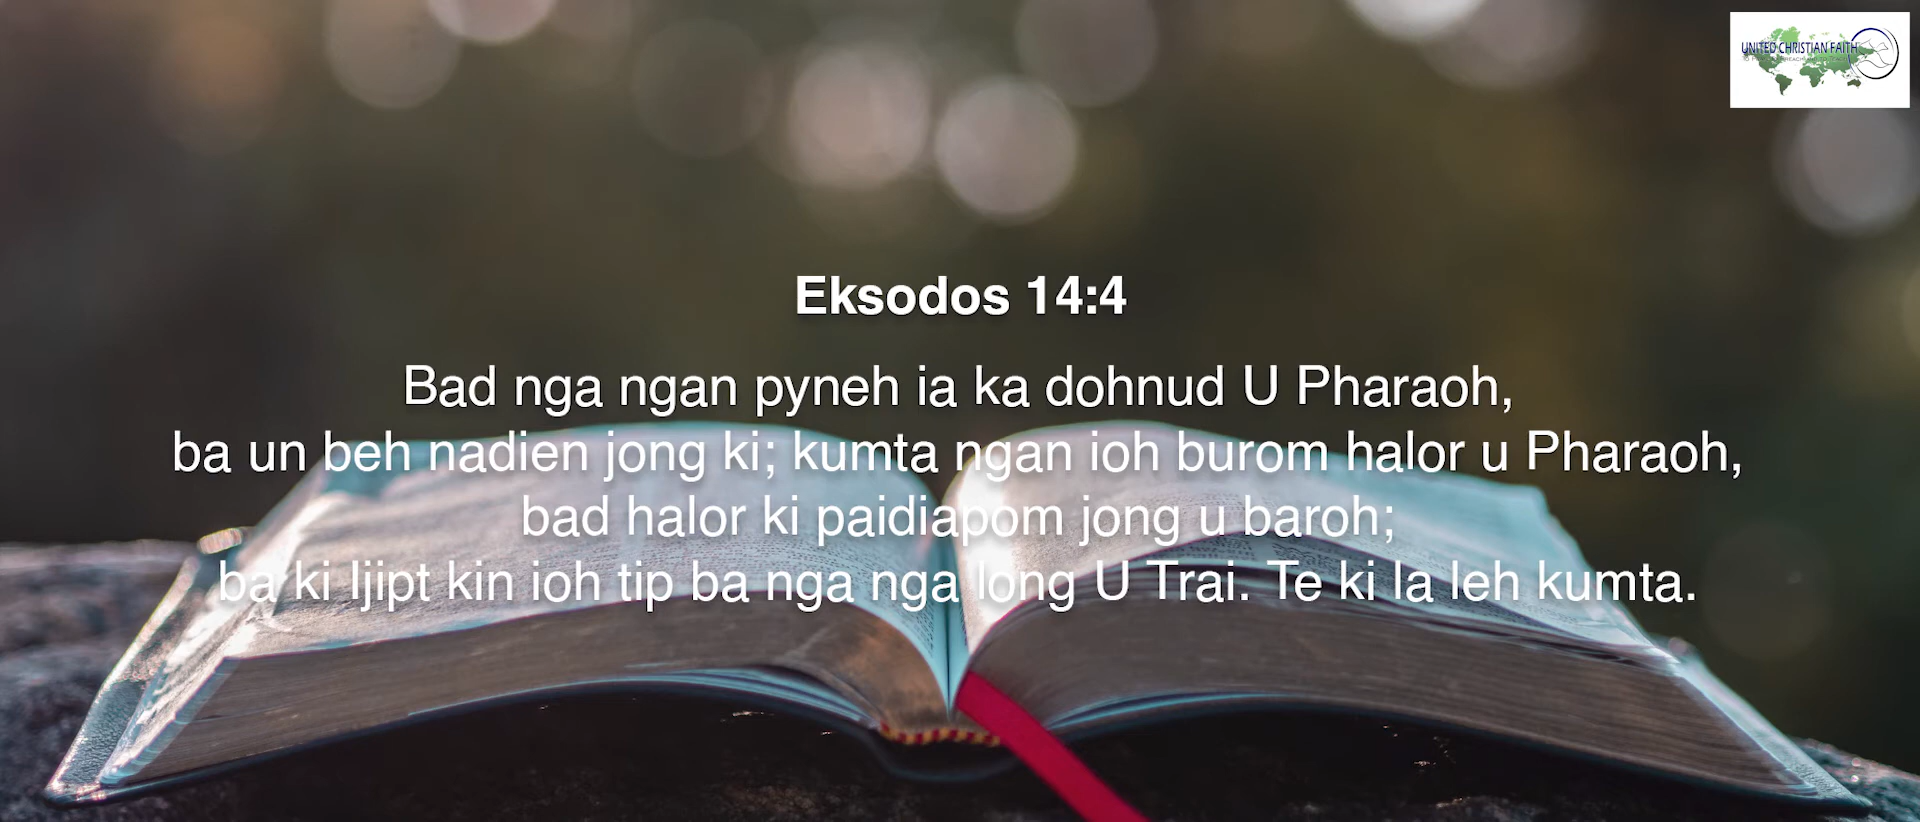 UNITED CHRISTIAN FAITH
Eksodos 14:4
Bad nga ngan pyneh ia ka dohnud U Pharaoh,
ba un beh nadien jong ki; kumta ngan ioh burom halor u Pharaoh,
bad halor ki paidiapom jong u baroh;
ba ki Ijipt kin ioh tip ba nga nga long U Trai. Te ki la leh kumta.